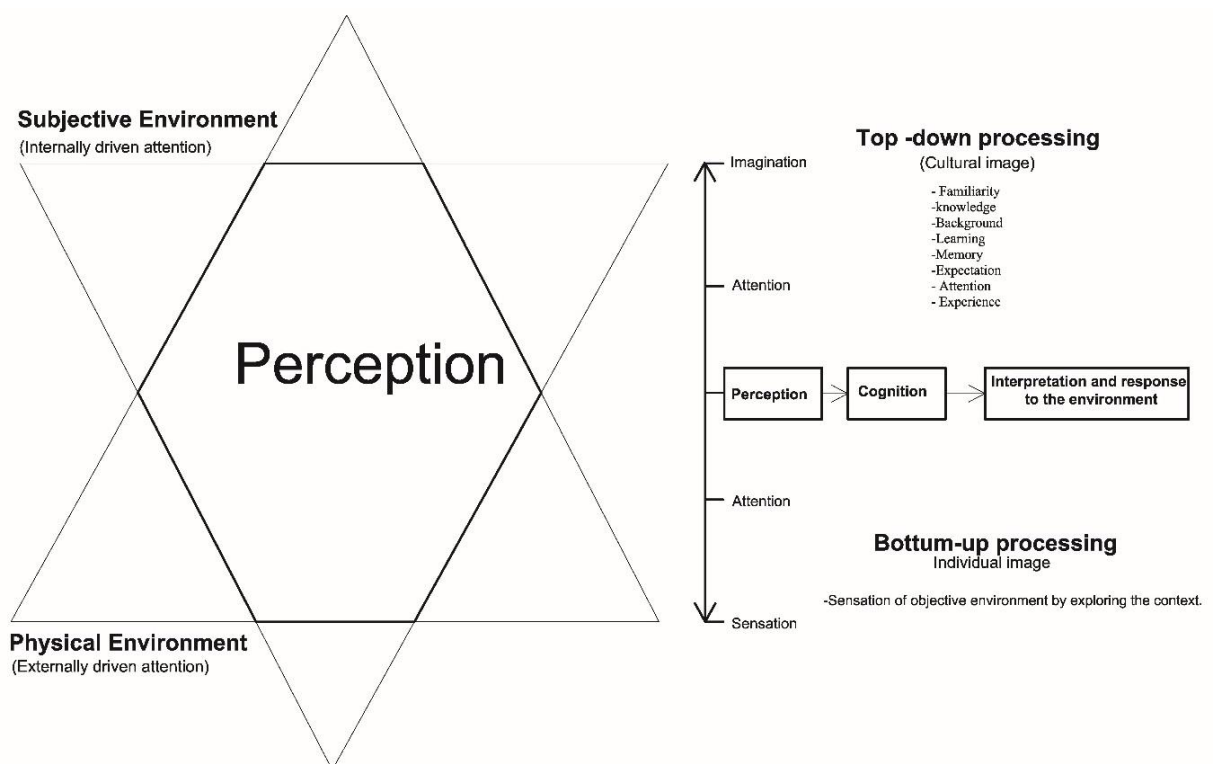 Subjective Environment
(Internally driven attention)
Perception
Physical Environment
(Externally driven attention)
Imagination
Attention
Attention
Sensation
Top -down processing
(Cultural image)
- Familiarity
-knowledge
-Background
-Learning
-Memory
-Expectation
- Attention
- Experience
Perception
Cognition
Interpretation and response
to the environment
Bottum-up processing
Individual image
-Sensation of objective environment by exploring the context.